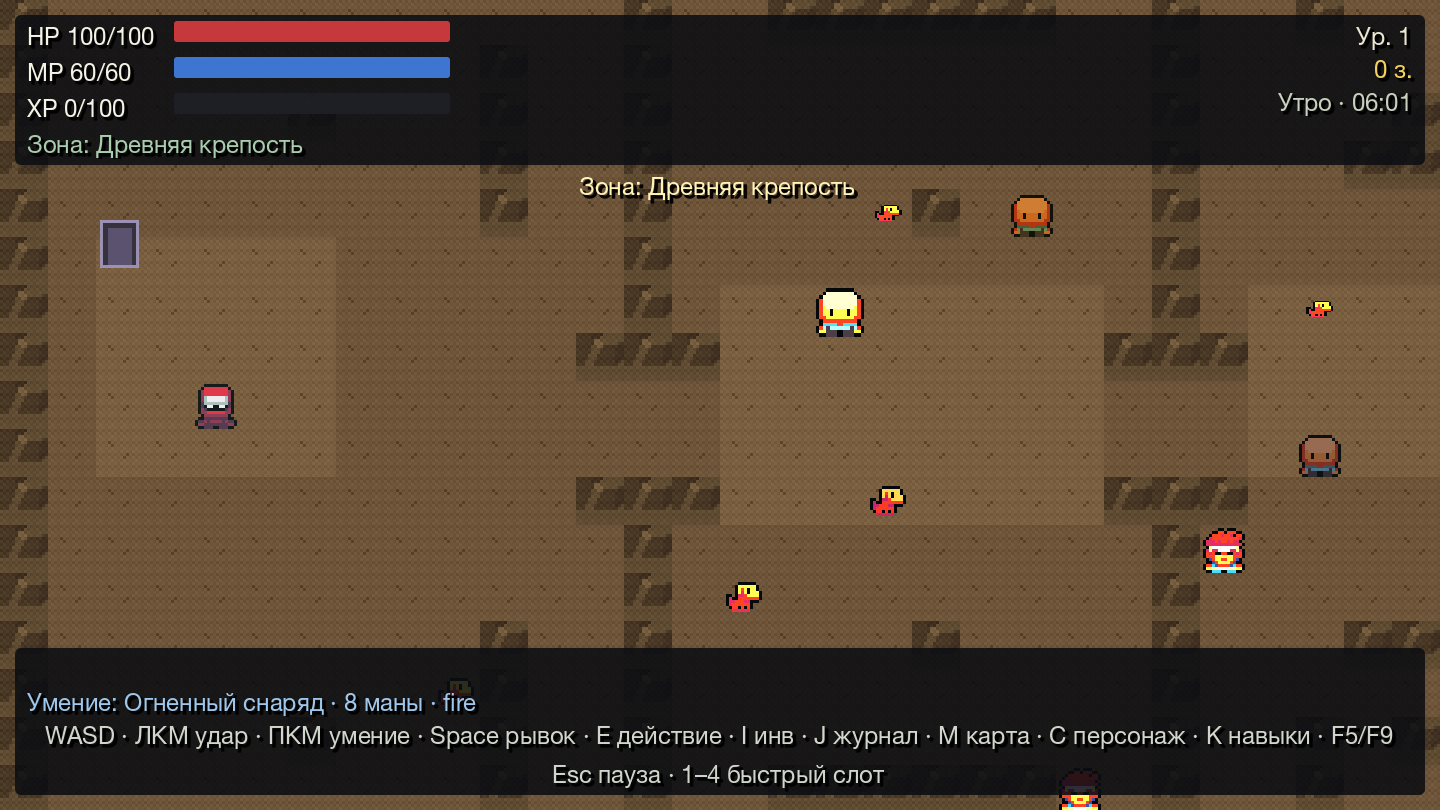 HP 100/100
Ур. 1
MP 60/60
0 з.
XP 0/100
Утро · 06:01
Зона: Древняя крепость
Зона: Древняя крепость
Умение: Огненный снаряд · 8 маны · fire
WASD · ЛКМ удар · ПКМ умение · Space рывок · E действие · I инв · J журнал · M карта · C персонаж · K навыки · F5/F9
Esc пауза · 1–4 быстрый слот